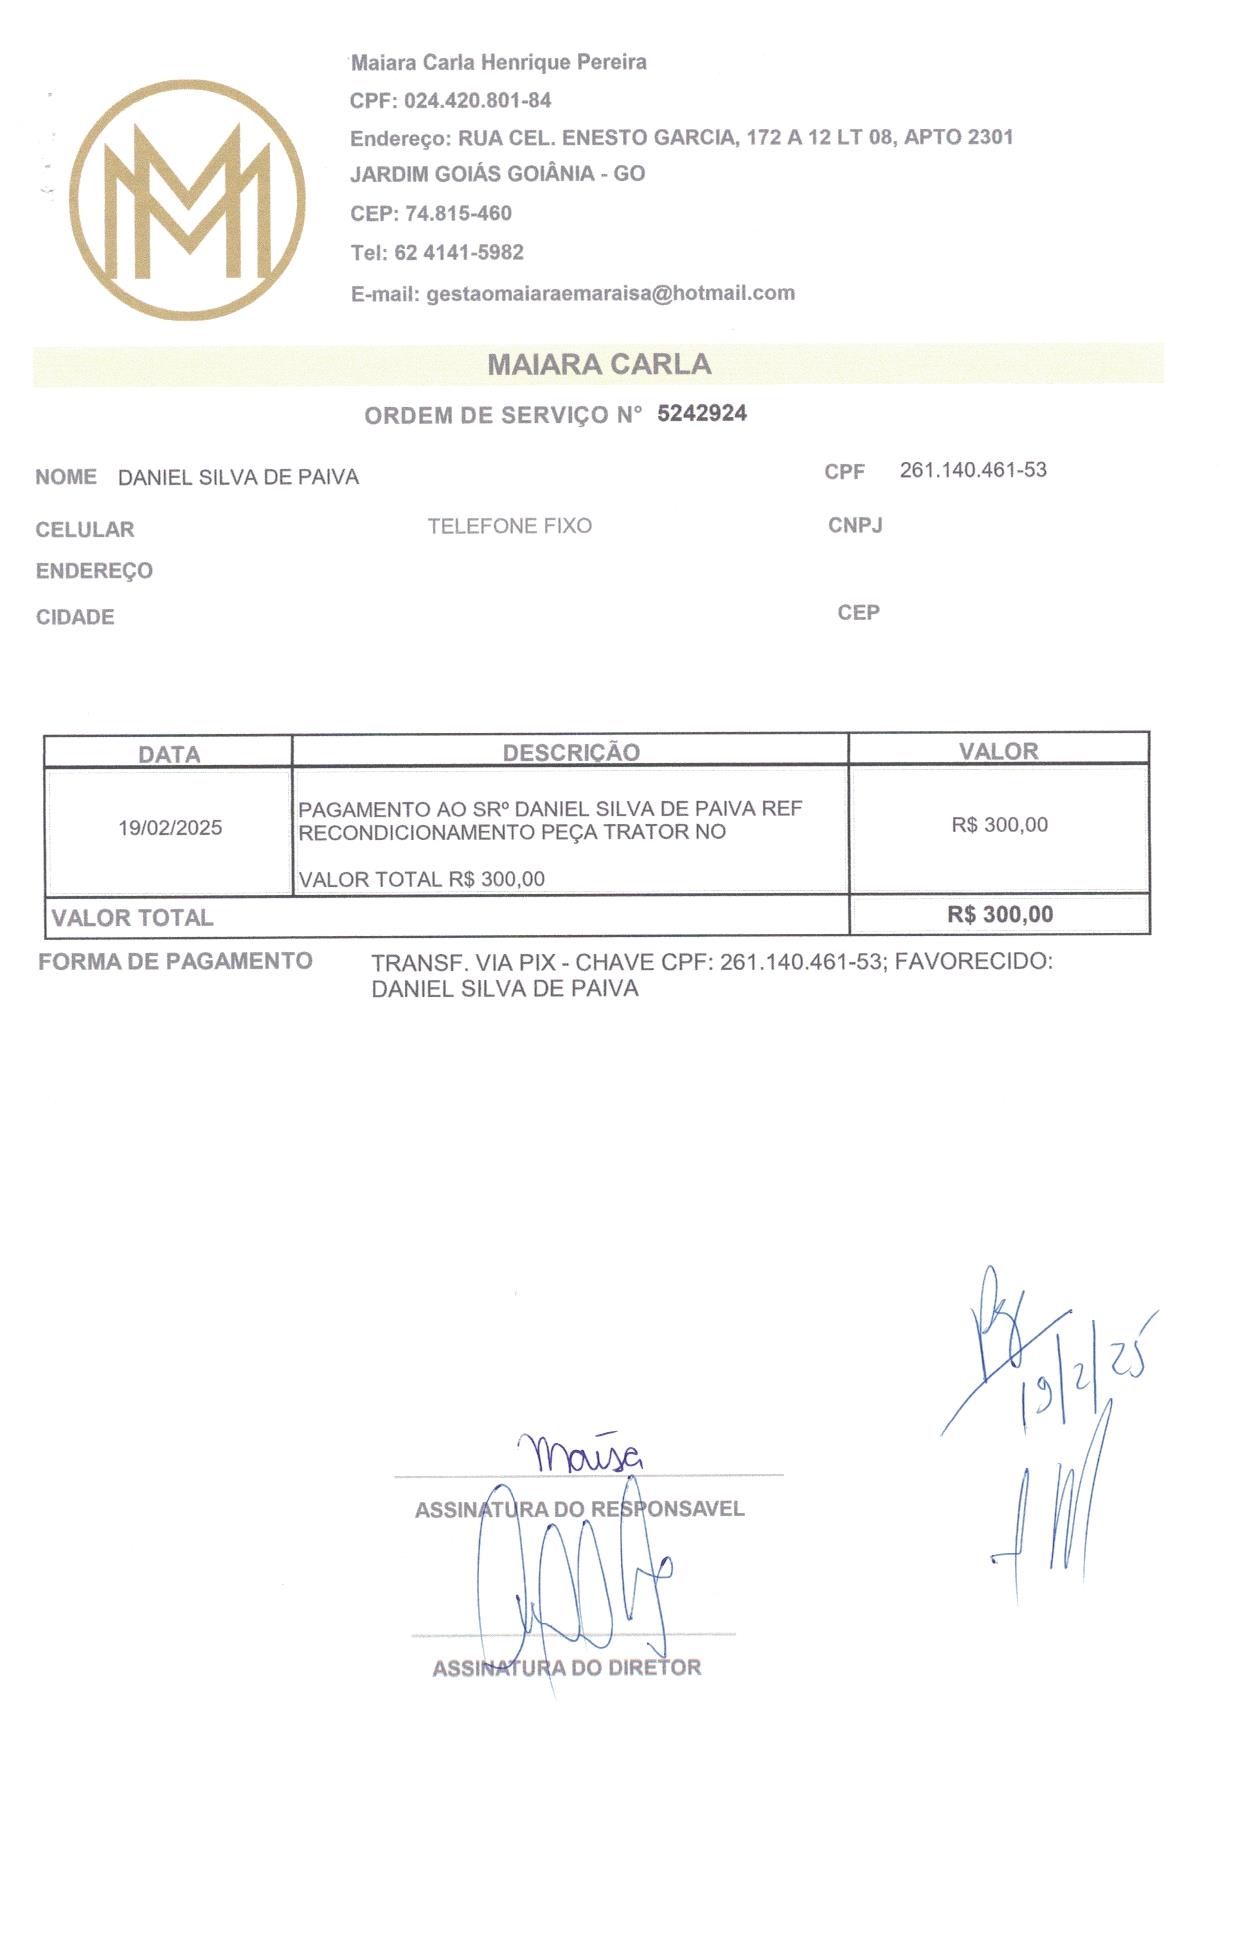 Maiara Carla Henrique Pereira
CPF: 024.420.801-84
Endereço: RUA CEL. ENESTO GARCIA, 172 A 12 LT 08, APTO 2301
JARDIM GOIÁS GOIÂNIA - GO
CEP: 74.815-460
Tel: 62 4141-5982
E-mail: gestaomaiaraemaraisa@hotmail.com
MAIARA CARLA
ORDEM DE SERVIÇO N° 5242924
NOME DANIEL SILVA DE PAIVA CPF 261.140.461-53
CELULAR TELEFONE FIXO CNPJ
ENDEREÇO
CIDADE CEP
DATA DESCRIÇÃO VALOR
19/02/2025 PAGAMENTO AO SRº DANIEL SILVA DE PAIVA REF R$ 300,00
RECONDICIONAMENTO PEÇA TRATOR NO
VALOR TOTAL R$ 300,00
VALOR TOTAL R$ 300,00
FORMA DE PAGAMENTO TRANSF. VIA PIX - CHAVE CPF: 261.140.461-53; FAVORECIDO:
DANIEL SILVA DE PAIVA
19/2/25
Maísa
ASSINATURA DO RESPONSAVEL
ASSINATURA DO DIRETOR